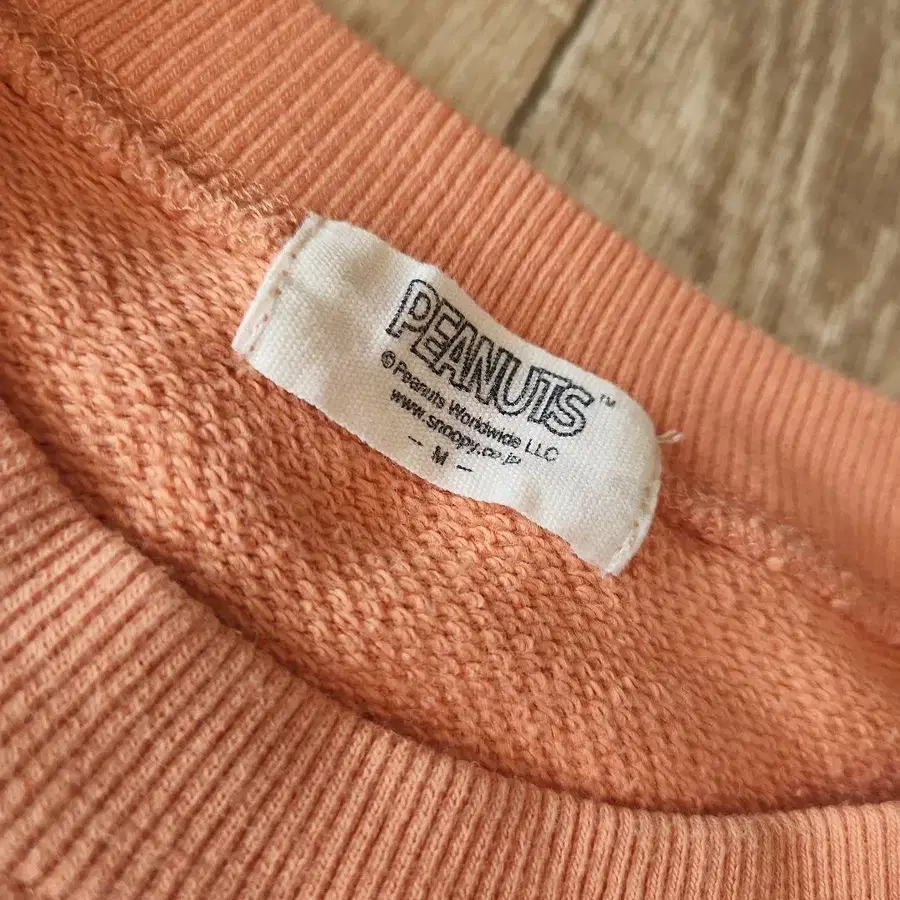 PEANUTS™
© Peanuts Worldwide LLC
www.snoopy.co.jp
- M -